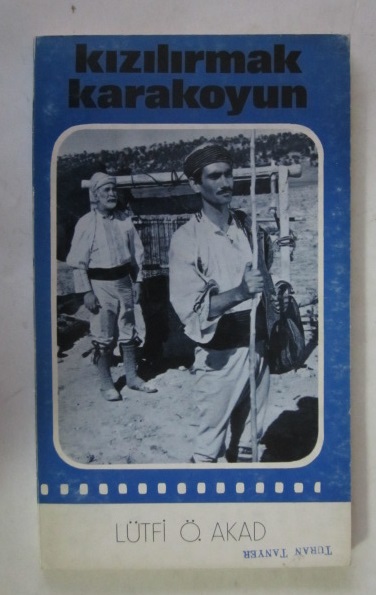 kızılırmak
karakoyun
LÜTFİ Ö. AKAD
TURAN TANYER